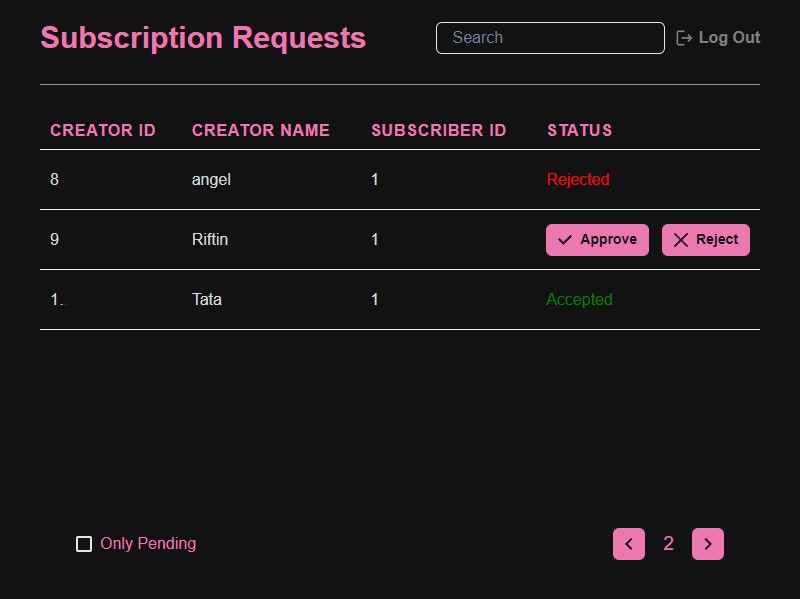 Subscription Requests
Search
Log Out
CREATOR ID CREATOR NAME SUBSCRIBER ID STATUS
8 angel 1 Rejected
9 Riftin 1 Approve Reject
Tata 1 Accepted
Only Pending
2